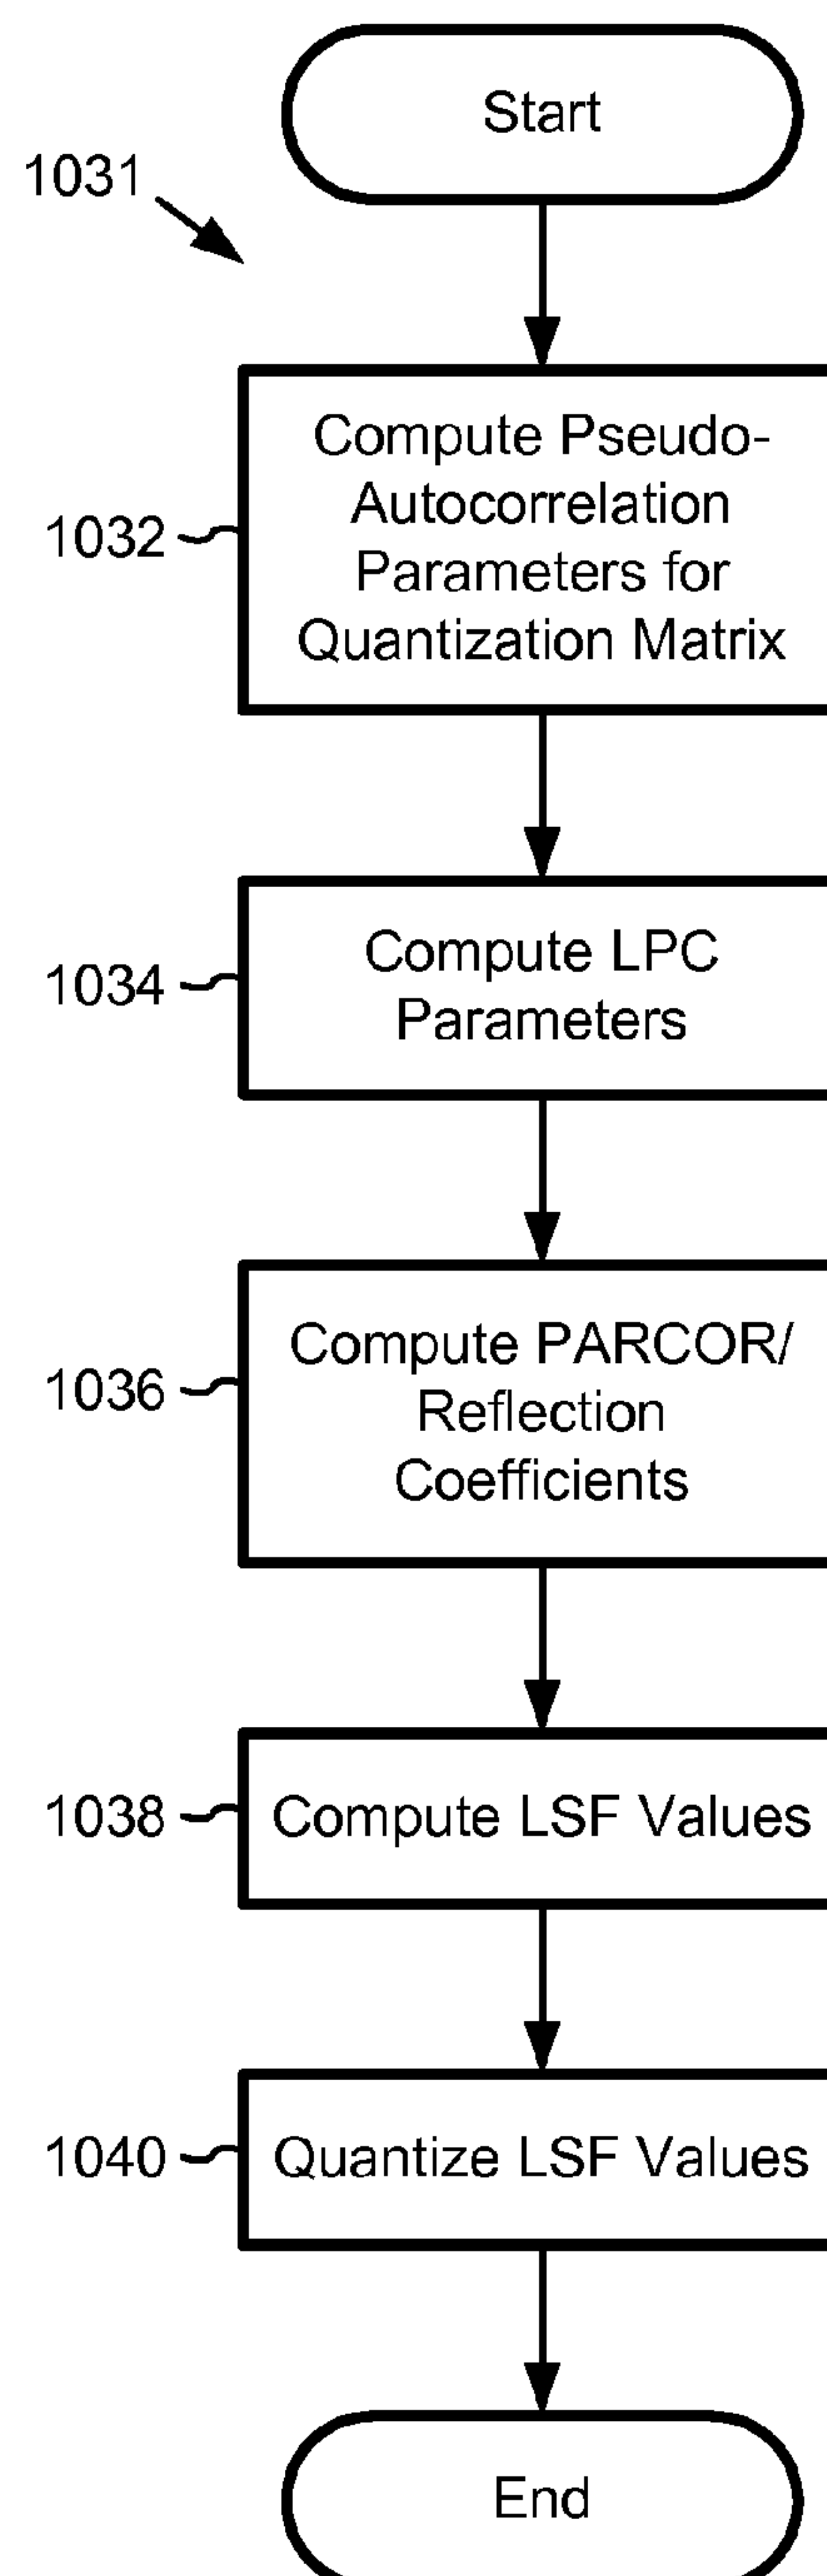 Start
1031
Compute Pseudo-
Autocorrelation
Parameters for
Quantization Matrix
1032
Compute LPC
Parameters
1034
Compute PARCOR/
Reflection
Coefficients
1036
1038
Compute LSF Values
1040
Quantize LSF Values
End